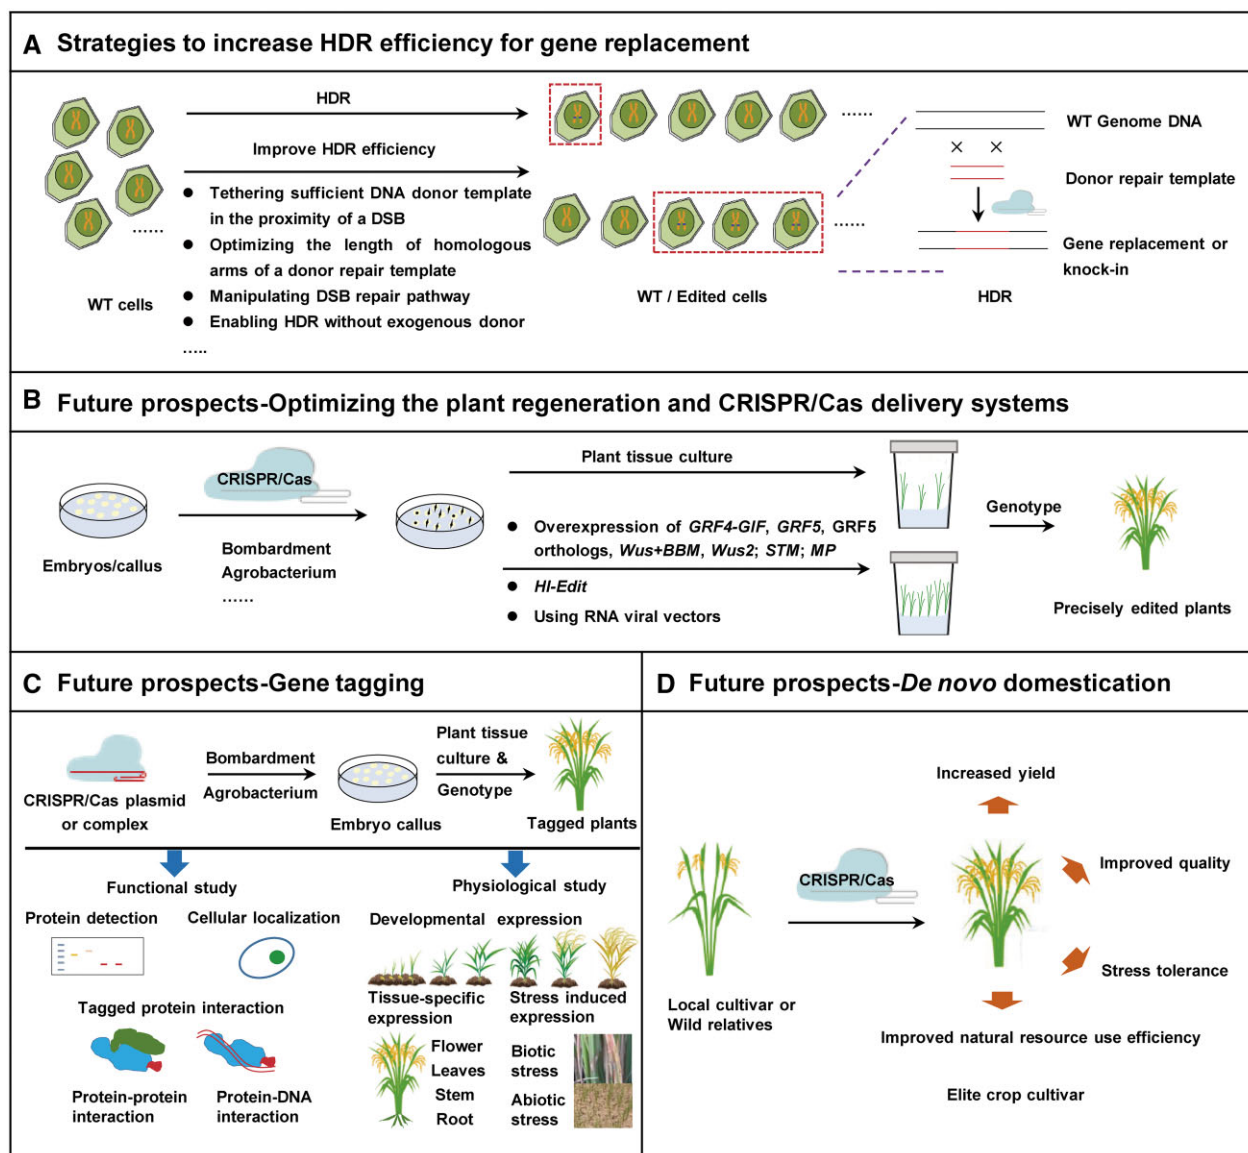 A Strategies to increase HDR efficiency for gene replacement
HDR
Improve HDR efficiency
● Tethering sufficient DNA donor template
in the proximity of a DSB
● Optimizing the length of homologous
arms of a donor repair template
● Manipulating DSB repair pathway
● Enabling HDR without exogenous donor
.....
......
WT cells
......
......
WT / Edited cells
WT Genome DNA
× ×
Donor repair template
Gene replacement or
knock-in
HDR
B Future prospects-Optimizing the plant regeneration and CRISPR/Cas delivery systems
Embryos/callus
CRISPR/Cas
Bombardment
Agrobacterium
......
Plant tissue culture
● Overexpression of GRF4-GIF, GRF5, GRF5
orthologs, Wus+BBM, Wus2; STM; MP
● HI-Edit
● Using RNA viral vectors
Genotype
Precisely edited plants
C Future prospects-Gene tagging
CRISPR/Cas plasmid
or complex
Bombardment
Agrobacterium
Embryo callus
Plant tissue
culture &
Genotype
Tagged plants
Functional study
Protein detection
Cellular localization
Tagged protein interaction
Protein-protein
interaction
Protein-DNA
interaction
Physiological study
Developmental expression
Tissue-specific
expression
Stress induced
expression
Flower
Leaves
Stem
Root
Biotic
stress
Abiotic
stress
D Future prospects-De novo domestication
Local cultivar or
Wild relatives
CRISPR/Cas
Increased yield
Improved quality
Stress tolerance
Improved natural resource use efficiency
Elite crop cultivar